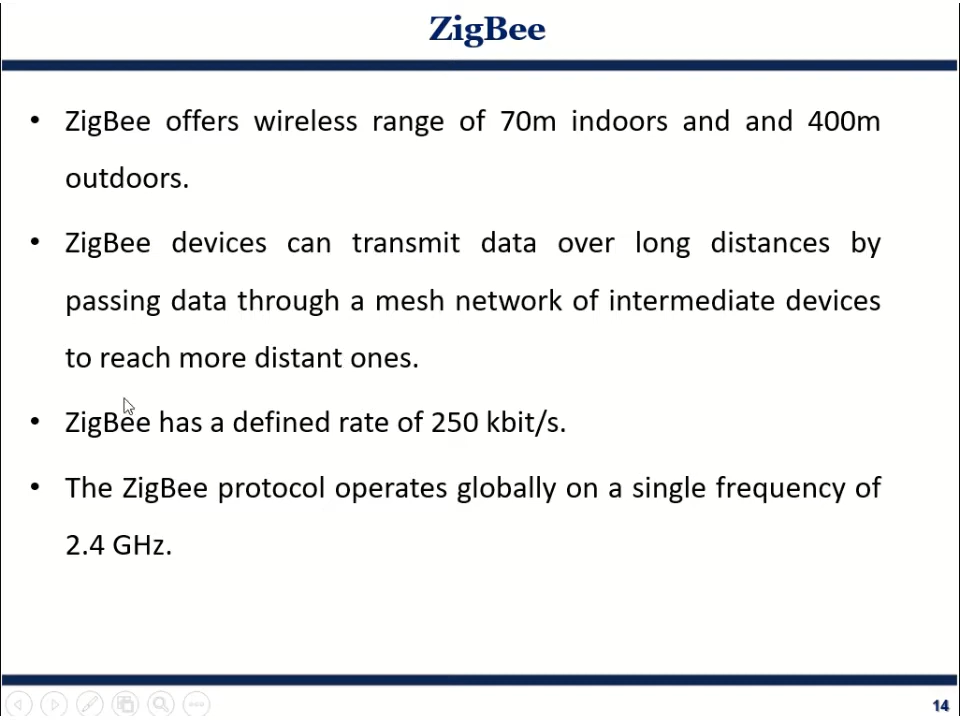 ZigBee
• ZigBee offers wireless range of 70m indoors and and 400m
outdoors.
• ZigBee devices can transmit data over long distances by
passing data through a mesh network of intermediate devices
to reach more distant ones.
• ZigBee has a defined rate of 250 kbit/s.
• The ZigBee protocol operates globally on a single frequency of
2.4 GHz.
14